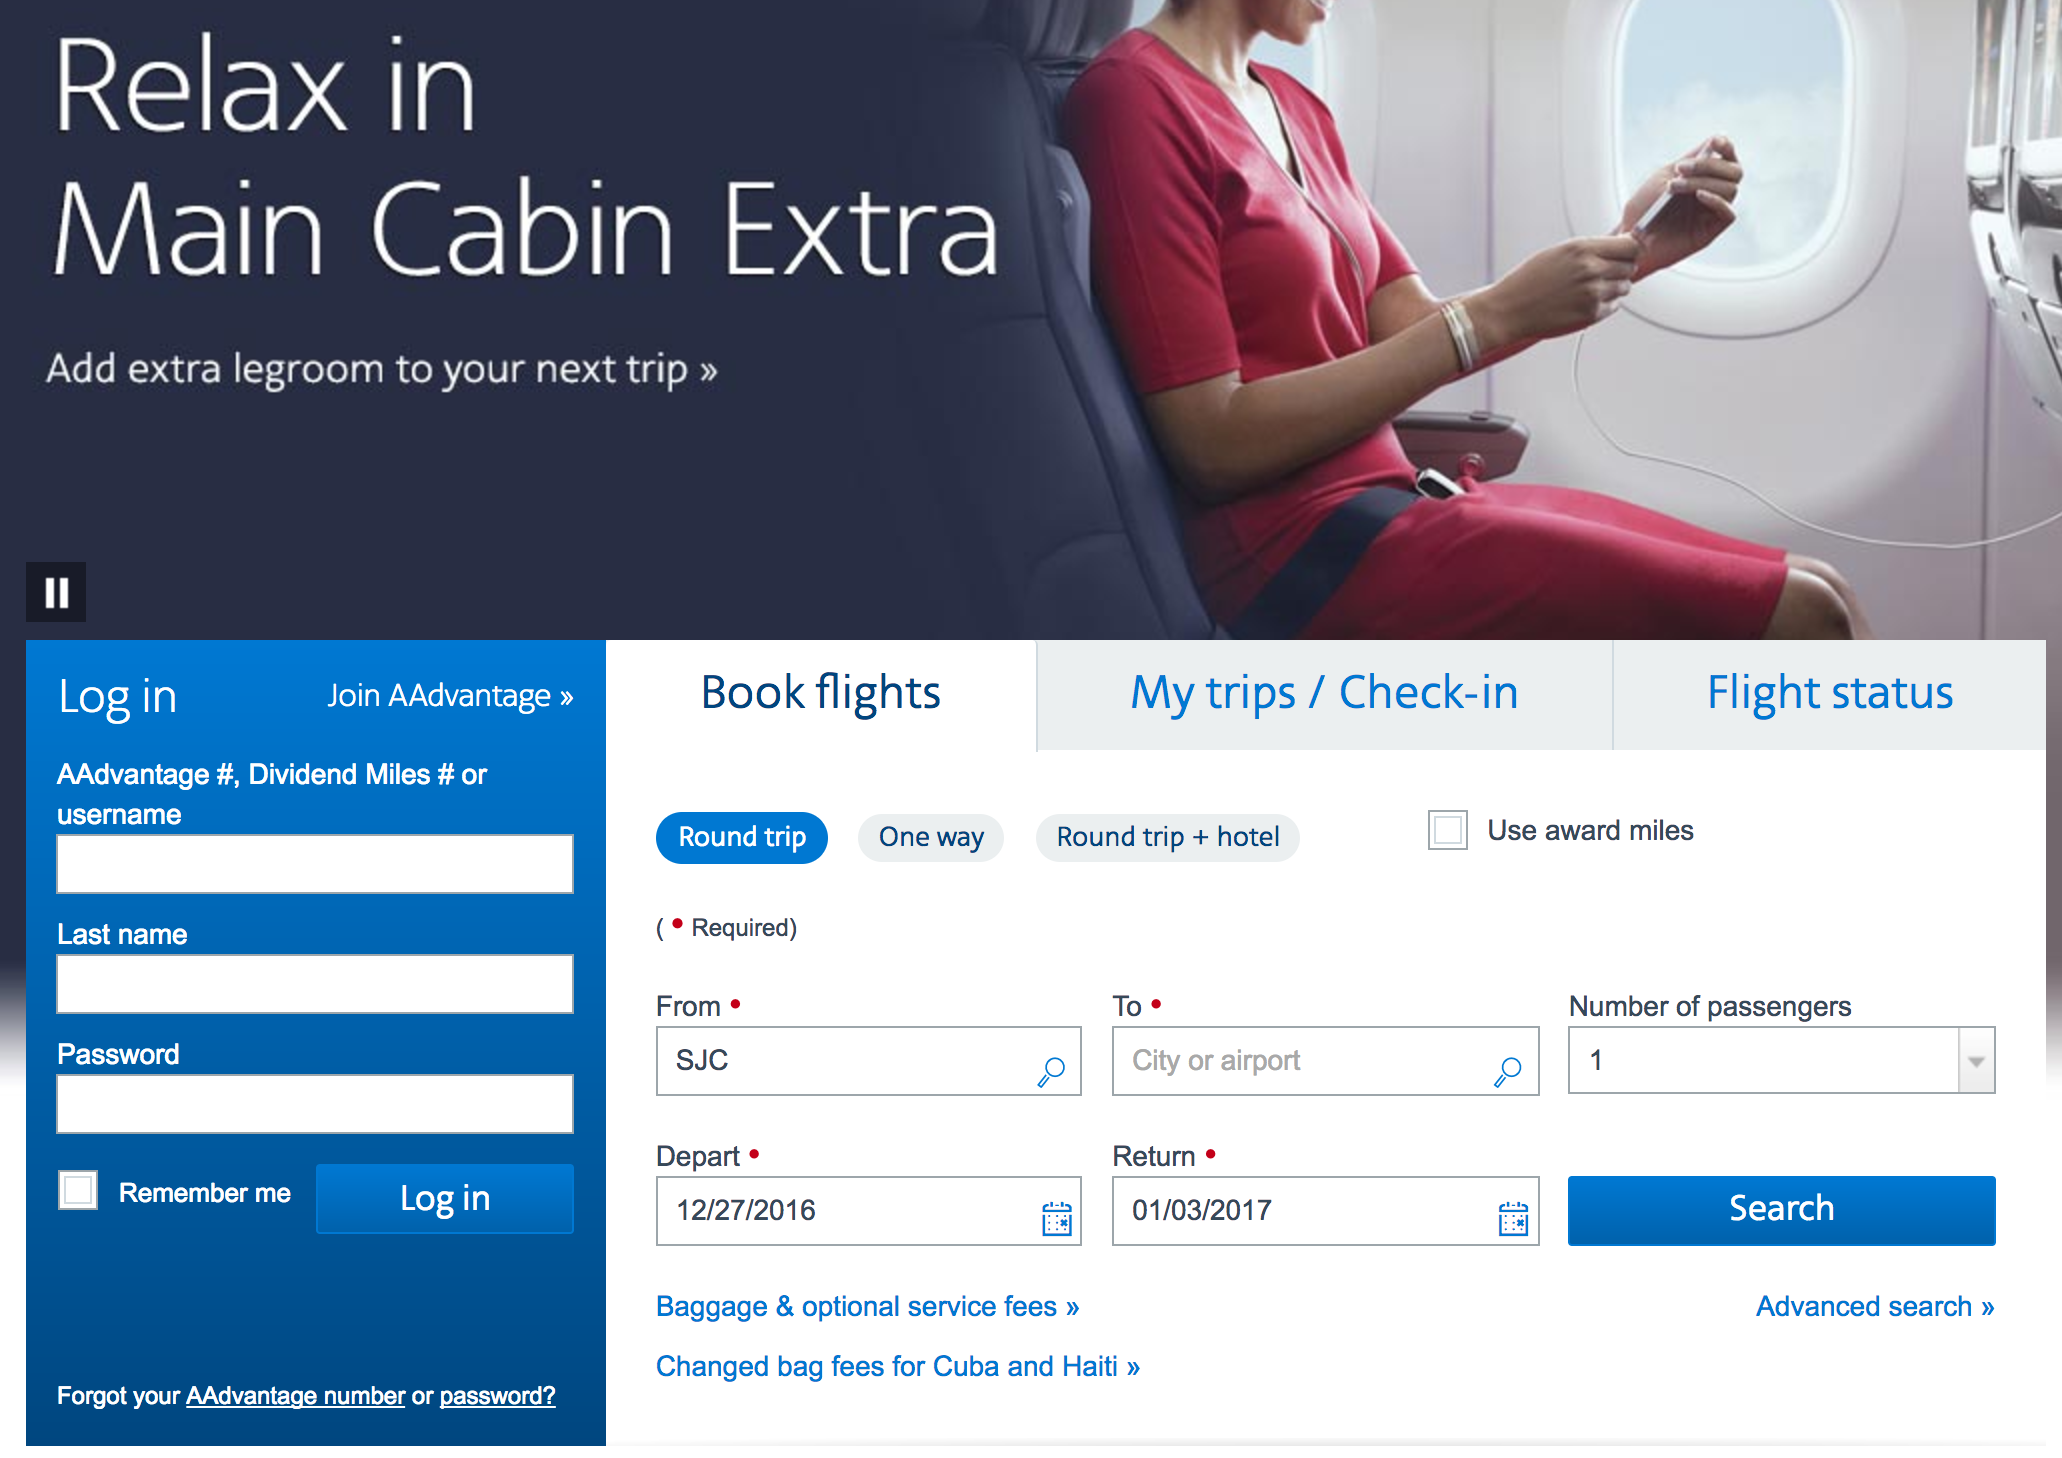 Relax in
Main Cabin Extra
Add extra legroom to your next trip »
Log in
Join AAdvantage »
AAdvantage #, Dividend Miles # or
username
Last name
Password
Remember me
Log in
Forgot your AAdvantage number or password?
Book flights
My trips / Check-in
Flight status
Round trip
One way
Round trip + hotel
Use award miles
( • Required)
From •
To •
Number of passengers
SJC
City or airport
1
Depart •
Return •
12/27/2016
01/03/2017
Search
Baggage & optional service fees »
Advanced search »
Changed bag fees for Cuba and Haiti »